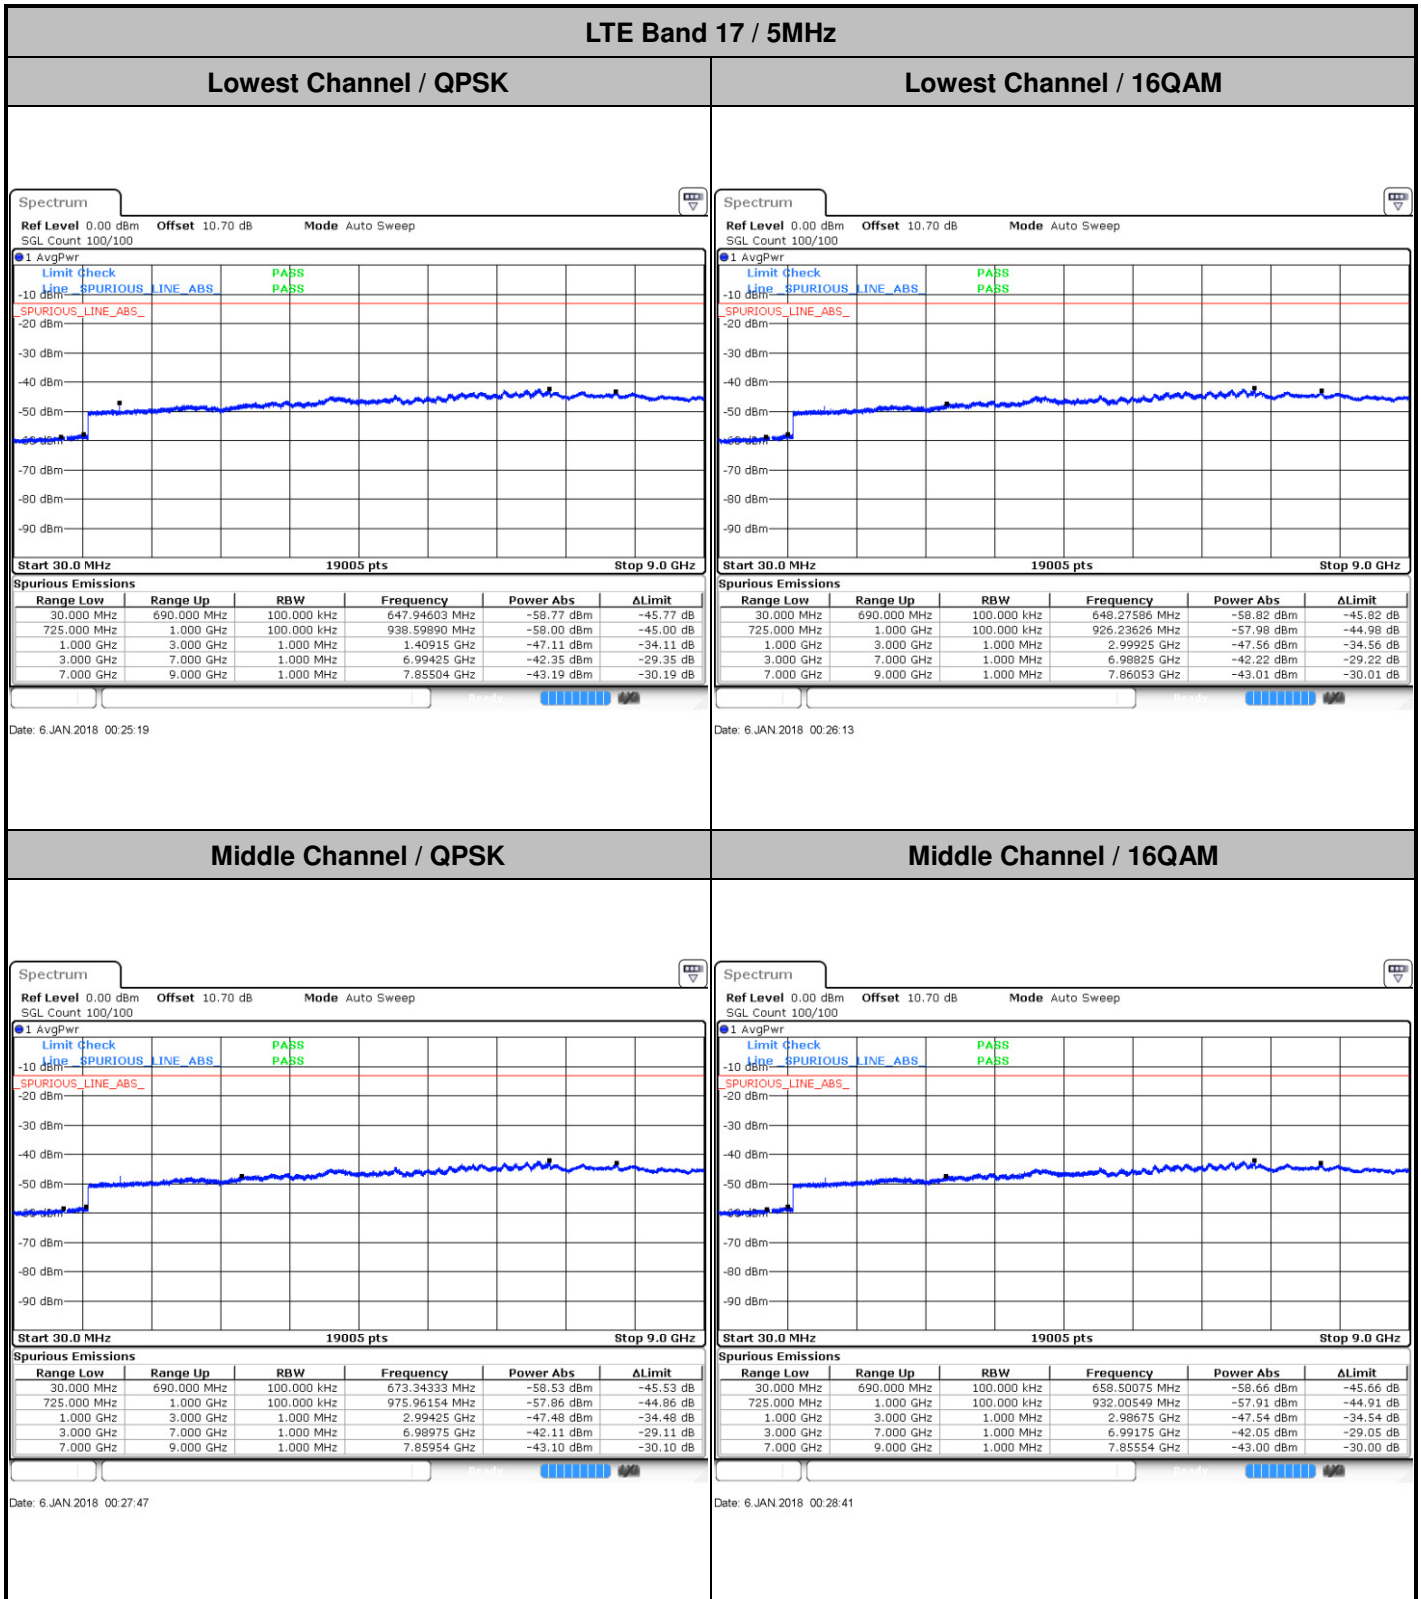 LTE Band 17 / 5MHz
Lowest Channel / QPSK
Lowest Channel / 16QAM
Spectrum
Ref Level 0.00 dBm Offset 10.70 dB Mode Auto Sweep
SGL Count 100/100
1 AvgPwr
Limit Check PASS
Line _SPURIOUS_LINE_ABS_ PASS
-10 dBm
_SPURIOUS_LINE_ABS_
-20 dBm
-30 dBm
-40 dBm
-50 dBm
-60 dBm
-70 dBm
-80 dBm
-90 dBm
Start 30.0 MHz 19005 pts Stop 9.0 GHz
Spurious Emissions
Range Low Range Up RBW Frequency Power Abs ΔLimit
30.000 MHz 690.000 MHz 100.000 kHz 647.94603 MHz -58.77 dBm -45.77 dB
725.000 MHz 1.000 GHz 100.000 kHz 938.59890 MHz -58.00 dBm -45.00 dB
1.000 GHz 3.000 GHz 1.000 MHz 1.40915 GHz -47.11 dBm -34.11 dB
3.000 GHz 7.000 GHz 1.000 MHz 6.99425 GHz -42.35 dBm -29.35 dB
7.000 GHz 9.000 GHz 1.000 MHz 7.85504 GHz -43.19 dBm -30.19 dB
Ready
Date: 6.JAN.2018 00:25:19
Spectrum
Ref Level 0.00 dBm Offset 10.70 dB Mode Auto Sweep
SGL Count 100/100
1 AvgPwr
Limit Check PASS
Line _SPURIOUS_LINE_ABS_ PASS
-10 dBm
_SPURIOUS_LINE_ABS_
-20 dBm
-30 dBm
-40 dBm
-50 dBm
-60 dBm
-70 dBm
-80 dBm
-90 dBm
Start 30.0 MHz 19005 pts Stop 9.0 GHz
Spurious Emissions
Range Low Range Up RBW Frequency Power Abs ΔLimit
30.000 MHz 690.000 MHz 100.000 kHz 648.27586 MHz -58.82 dBm -45.82 dB
725.000 MHz 1.000 GHz 100.000 kHz 926.23626 MHz -57.98 dBm -44.98 dB
1.000 GHz 3.000 GHz 1.000 MHz 2.99925 GHz -47.56 dBm -34.56 dB
3.000 GHz 7.000 GHz 1.000 MHz 6.98825 GHz -42.22 dBm -29.22 dB
7.000 GHz 9.000 GHz 1.000 MHz 7.86053 GHz -43.01 dBm -30.01 dB
Ready
Date: 6.JAN.2018 00:26:13
Middle Channel / QPSK
Middle Channel / 16QAM
Spectrum
Ref Level 0.00 dBm Offset 10.70 dB Mode Auto Sweep
SGL Count 100/100
1 AvgPwr
Limit Check PASS
Line _SPURIOUS_LINE_ABS_ PASS
-10 dBm
_SPURIOUS_LINE_ABS_
-20 dBm
-30 dBm
-40 dBm
-50 dBm
-60 dBm
-70 dBm
-80 dBm
-90 dBm
Start 30.0 MHz 19005 pts Stop 9.0 GHz
Spurious Emissions
Range Low Range Up RBW Frequency Power Abs ΔLimit
30.000 MHz 690.000 MHz 100.000 kHz 673.34333 MHz -58.53 dBm -45.53 dB
725.000 MHz 1.000 GHz 100.000 kHz 975.96154 MHz -57.86 dBm -44.86 dB
1.000 GHz 3.000 GHz 1.000 MHz 2.99425 GHz -47.48 dBm -34.48 dB
3.000 GHz 7.000 GHz 1.000 MHz 6.98975 GHz -42.11 dBm -29.11 dB
7.000 GHz 9.000 GHz 1.000 MHz 7.85954 GHz -43.10 dBm -30.10 dB
Ready
Date: 6.JAN.2018 00:27:47
Spectrum
Ref Level 0.00 dBm Offset 10.70 dB Mode Auto Sweep
SGL Count 100/100
1 AvgPwr
Limit Check PASS
Line _SPURIOUS_LINE_ABS_ PASS
-10 dBm
_SPURIOUS_LINE_ABS_
-20 dBm
-30 dBm
-40 dBm
-50 dBm
-60 dBm
-70 dBm
-80 dBm
-90 dBm
Start 30.0 MHz 19005 pts Stop 9.0 GHz
Spurious Emissions
Range Low Range Up RBW Frequency Power Abs ΔLimit
30.000 MHz 690.000 MHz 100.000 kHz 658.50075 MHz -58.66 dBm -45.66 dB
725.000 MHz 1.000 GHz 100.000 kHz 932.00549 MHz -57.91 dBm -44.91 dB
1.000 GHz 3.000 GHz 1.000 MHz 2.98675 GHz -47.54 dBm -34.54 dB
3.000 GHz 7.000 GHz 1.000 MHz 6.99175 GHz -42.05 dBm -29.05 dB
7.000 GHz 9.000 GHz 1.000 MHz 7.85554 GHz -43.00 dBm -30.00 dB
Ready
Date: 6.JAN.2018 00:28:41